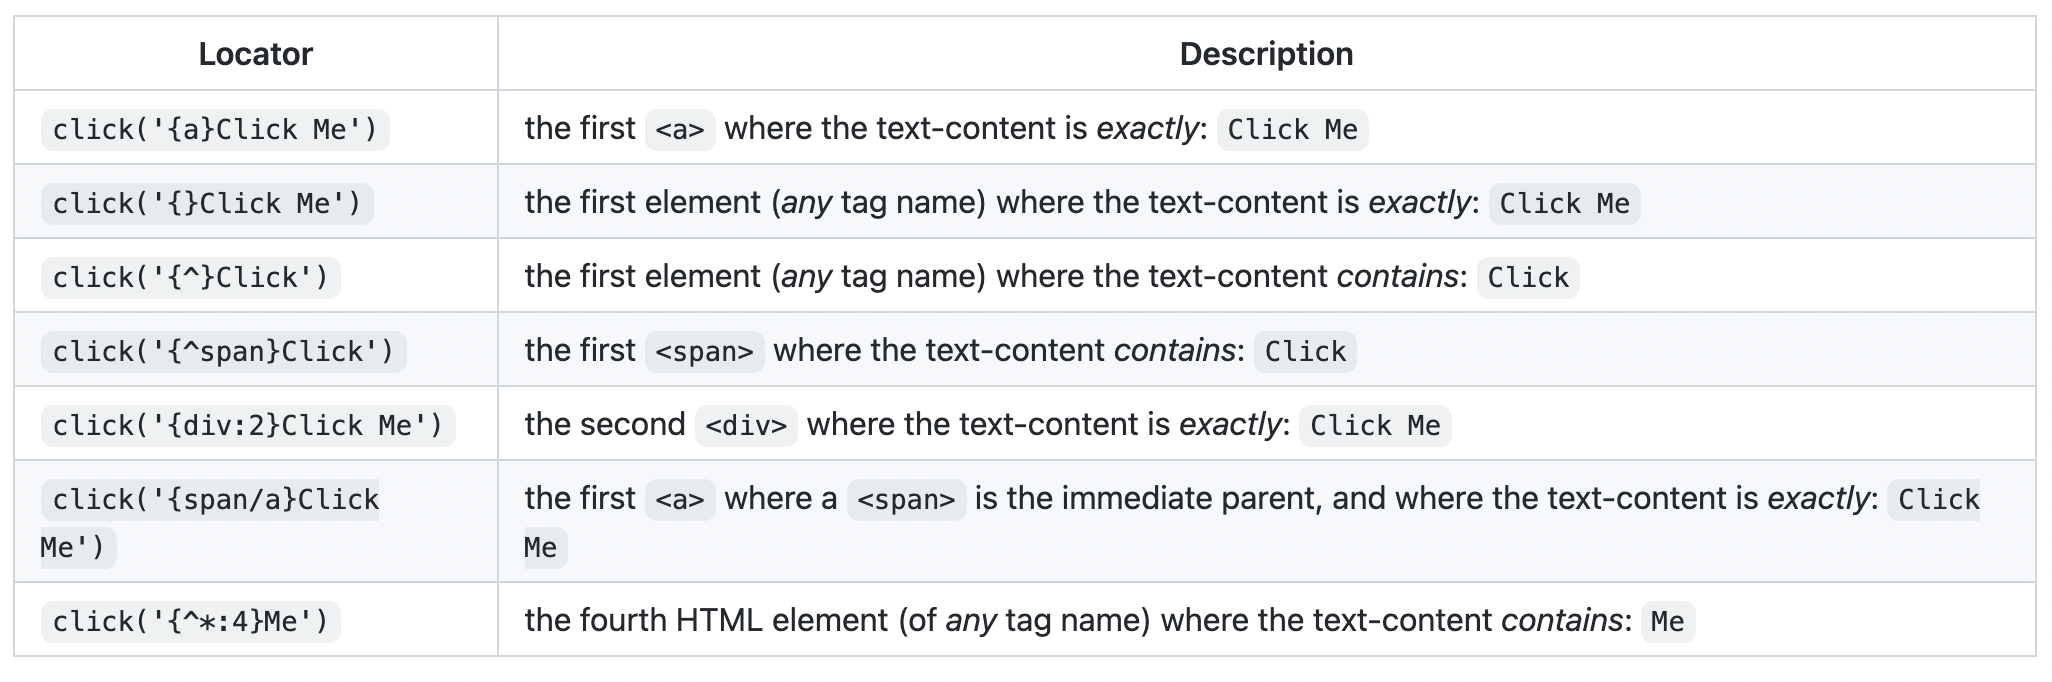 Locator Description
click('{a}Click Me') the first <a> where the text-content is exactly: Click Me
click('{}Click Me') the first element (any tag name) where the text-content is exactly: Click Me
click('{^}Click') the first element (any tag name) where the text-content contains: Click
click('{^span}Click') the first <span> where the text-content contains: Click
click('{div:2}Click Me') the second <div> where the text-content is exactly: Click Me
click('{span/a}Click the first <a> where a <span> is the immediate parent, and where the text-content is exactly: Click
Me') Me
click('{^*:4}Me') the fourth HTML element (of any tag name) where the text-content contains: Me